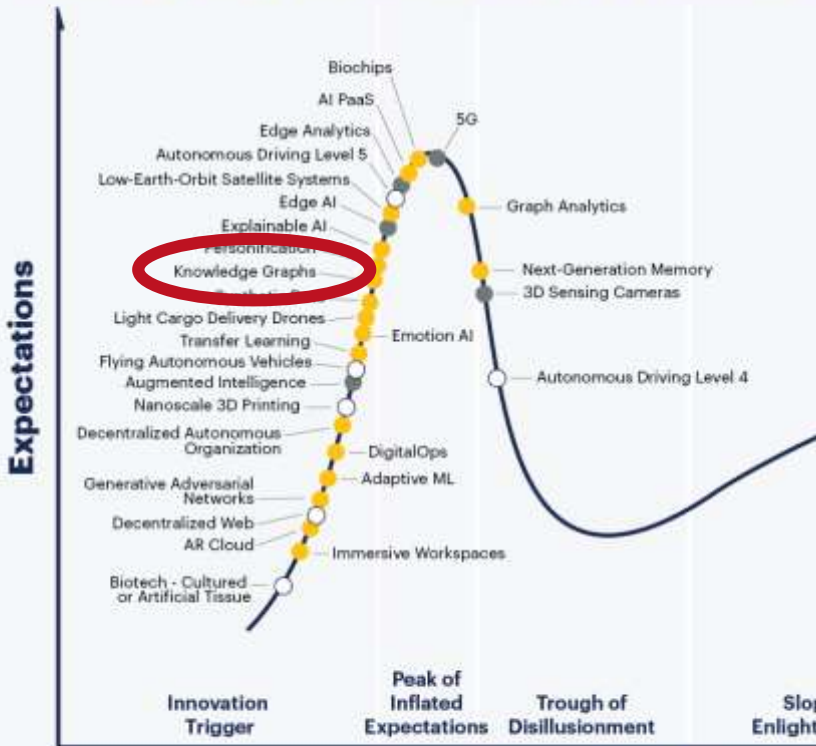 Biochips
AI PaaS
5G
Edge Analytics
Autonomous Driving Level 5
Low-Earth-Orbit Satellite Systems
Edge AI
Graph Analytics
Explainable AI
Personification
Knowledge Graphs
Next-Generation Memory
3D Sensing Cameras
Light Cargo Delivery Drones
Emotion AI
Transfer Learning
Flying Autonomous Vehicles
Augmented Intelligence
Autonomous Driving Level 4
Nanoscale 3D Printing
Decentralized Autonomous
Organization
DigitalOps
Adaptive ML
Generative Adversarial
Networks
Decentralized Web
AR Cloud
Immersive Workspaces
Biotech - Cultured
or Artificial Tissue
Expectations
Innovation
Trigger
Peak of
Inflated
Expectations
Trough of
Disillusionment
Slop
Enlight